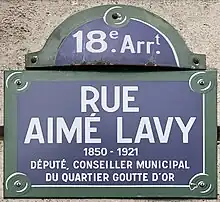 18e Arrt.
RUE
AIMÉ LAVY
1850 - 1921
DÉPUTÉ, CONSEILLER MUNICIPAL
DU QUARTIER GOUTTE D'OR